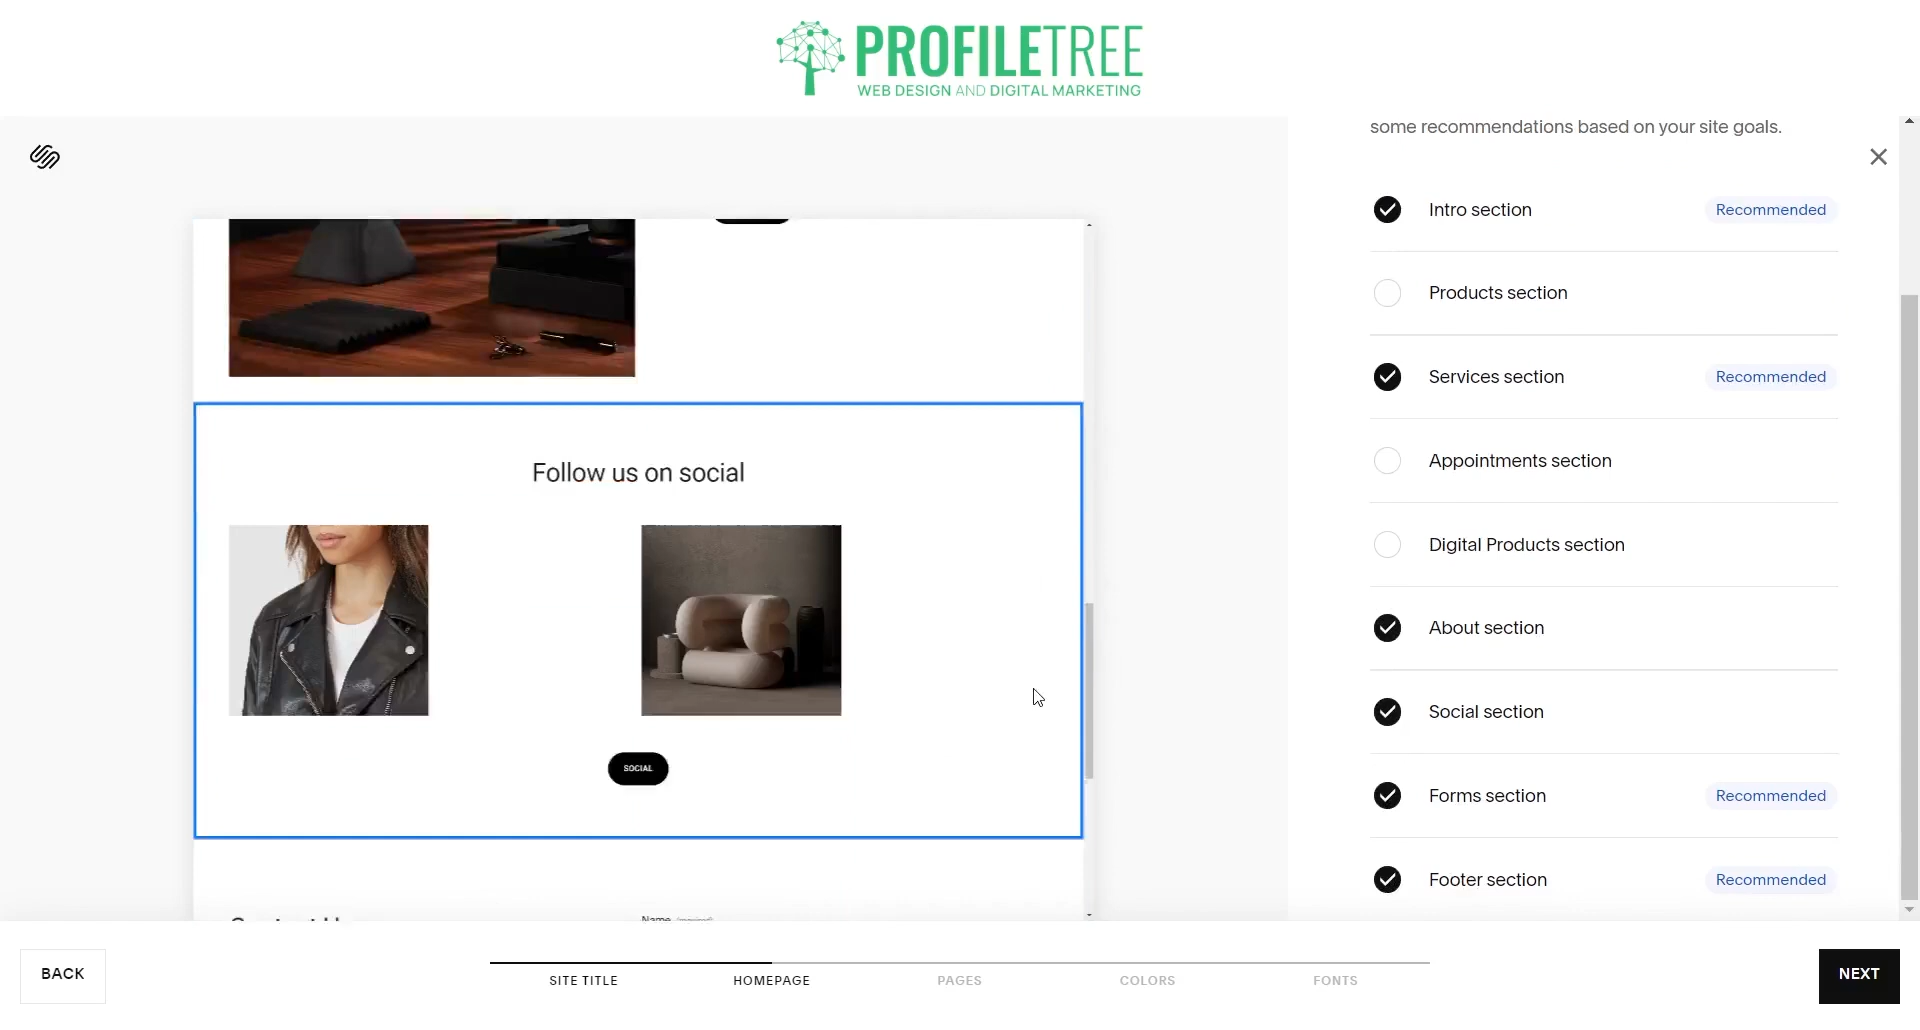 PROFILETREE
WEB DESIGN AND DIGITAL MARKETING
some recommendations based on your site goals.
Intro section
Recommended
Products section
Services section
Recommended
Appointments section
Digital Products section
About section
Social section
Forms section
Recommended
Footer section
Recommended
Follow us on social
SOCIAL
Name
BACK
SITE TITLE
HOMEPAGE
PAGES
COLORS
FONTS
NEXT